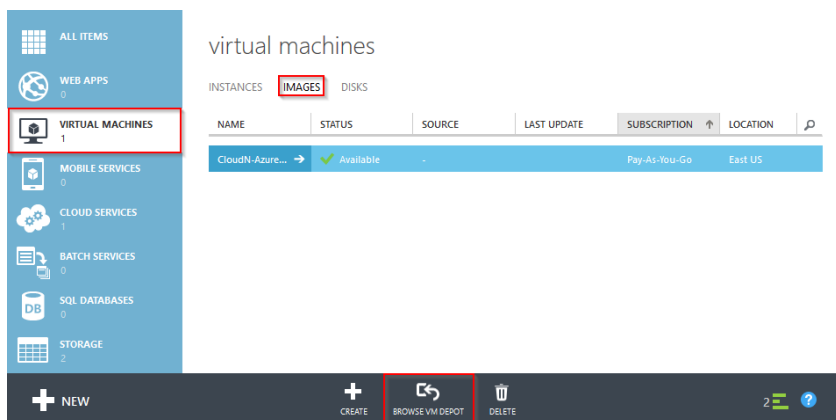 ALL ITEMS
WEB APPS
0
VIRTUAL MACHINES
1
MOBILE SERVICES
0
CLOUD SERVICES
1
BATCH SERVICES
0
SQL DATABASES
0
DB
STORAGE
2
virtual machines
INSTANCES IMAGES DISKS
NAME STATUS SOURCE LAST UPDATE SUBSCRIPTION LOCATION
CloudN-Azure... Available - Pay-As-You-Go East US
NEW
CREATE BROWSE VM DEPOT DELETE
2 ?